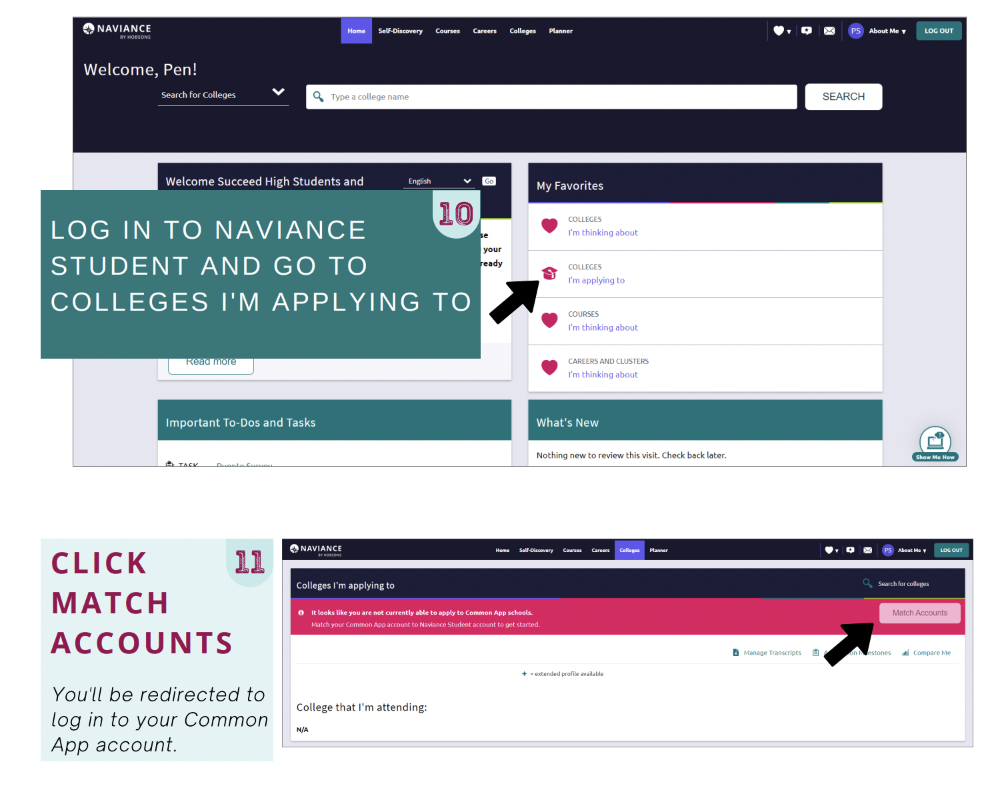 NAVIANCE
BY HOBSONS
Home Self-Discovery Courses Careers Colleges Planner
PS About Me LOG OUT
Welcome, Pen!
Search for Colleges
Type a college name
SEARCH
Welcome Succeed High Students and
English Go
10
LOG IN TO NAVIANCE
STUDENT AND GO TO
COLLEGES I'M APPLYING TO
se
your
ready
Read more
My Favorites
COLLEGES
I'm thinking about
COLLEGES
I'm applying to
COURSES
I'm thinking about
CAREERS AND CLUSTERS
I'm thinking about
Important To-Dos and Tasks
TASK Puente Survey
What's New
Nothing new to review this visit. Check back later.
Show Me How
11
CLICK
MATCH
ACCOUNTS
You'll be redirected to
log in to your Common
App account.
NAVIANCE
BY HOBSONS
Home Self-Discovery Courses Careers Colleges Planner
PS About Me LOG OUT
Colleges I'm applying to
Search for colleges
It looks like you are not currently able to apply to Common App schools.
Match your Common App account to Naviance Student account to get started.
Match Accounts
Manage Transcripts
Compare Me
= extended profile available
College that I'm attending:
N/A